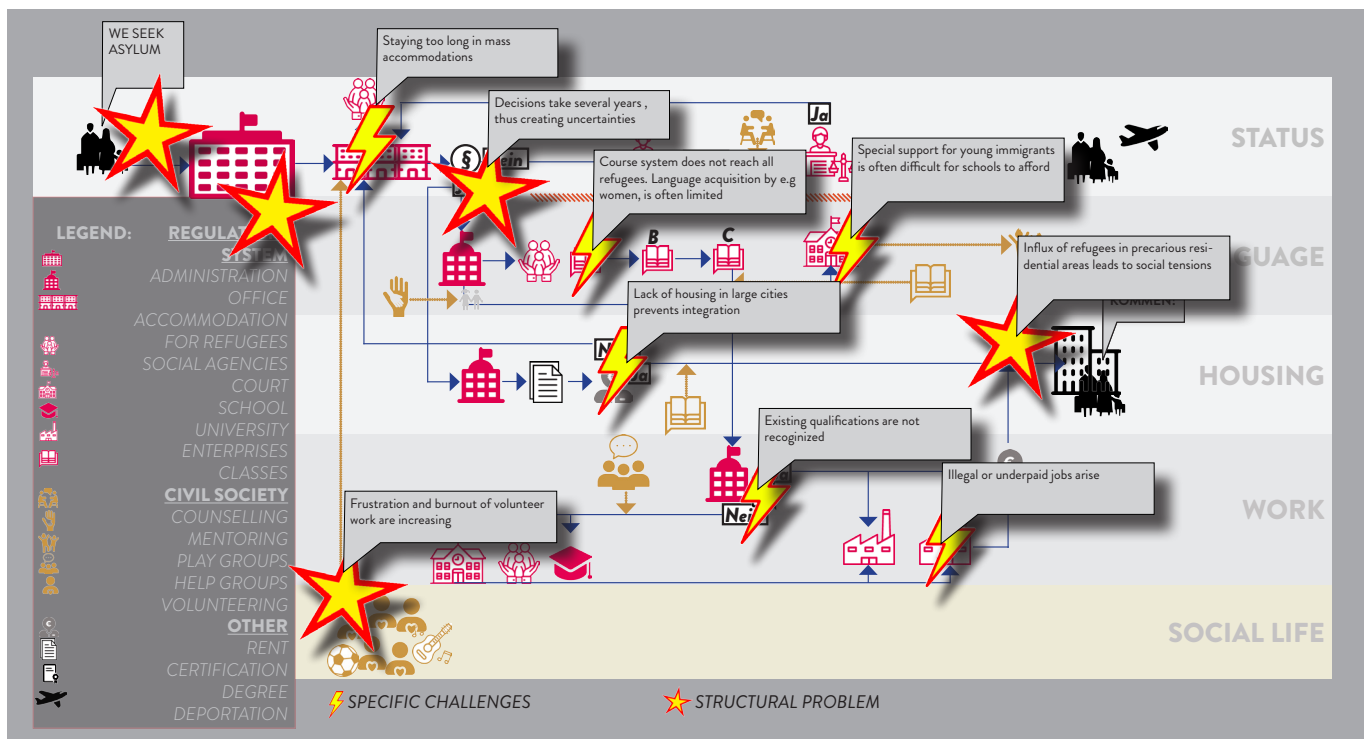 WE SEEK
ASYLUM
Staying too long in mass
accommodations
Decisions take several years ,
thus creating uncertainties
Ja
STATUS
§
Course system does not reach all
refugees. Language acquisition by e.g
women, is often limited
Special support for young immigrants
is often difficult for schools to afford
B
C
Influx of refugees in precarious resi-
dential areas leads to social tensions
GUAGE
KOMMEN!
Lack of housing in large cities
prevents integration
HOUSING
Existing qualifications are not
recoginized
Illegal or underpaid jobs arise
Nei
WORK
Frustration and burnout of volunteer
work are increasing
SOCIAL LIFE
LEGEND:
REGULAT
SYSTEM
ADMINISTRATION
OFFICE
ACCOMMODATION
FOR REFUGEES
SOCIAL AGENCIES
COURT
SCHOOL
UNIVERSITY
ENTERPRISES
CLASSES
CIVIL SOCIETY
COUNSELLING
MENTORING
PLAY GROUPS
HELP GROUPS
VOLUNTEERING
OTHER
€
RENT
CERTIFICATION
DEGREE
DEPORTATION
SPECIFIC CHALLENGES
STRUCTURAL PROBLEM